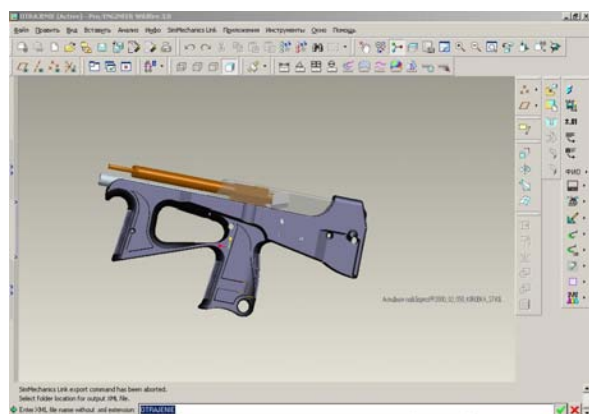 OTRAJENIE (Active) - Pro/ENGINEER Wildfire 3.0
Файл Править Вид Вставить Анализ Инфо SimMechanics Link Приложения Инструменты Окно Помощь
SimMechanics Link export command has been aborted.
Select folder location for output XML file.
Enter XML file name without .xml extension: OTRAJENIE